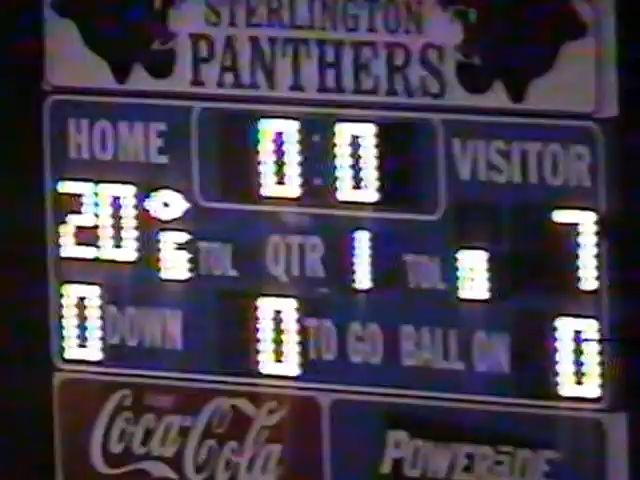 STERLINGTON
PANTHERS
HOME 0:0 VISITOR
20 7
6 TOL QTR 1 TOL
0 DOWN 0 TO GO BALL ON 0
Coca-Cola POWERADE